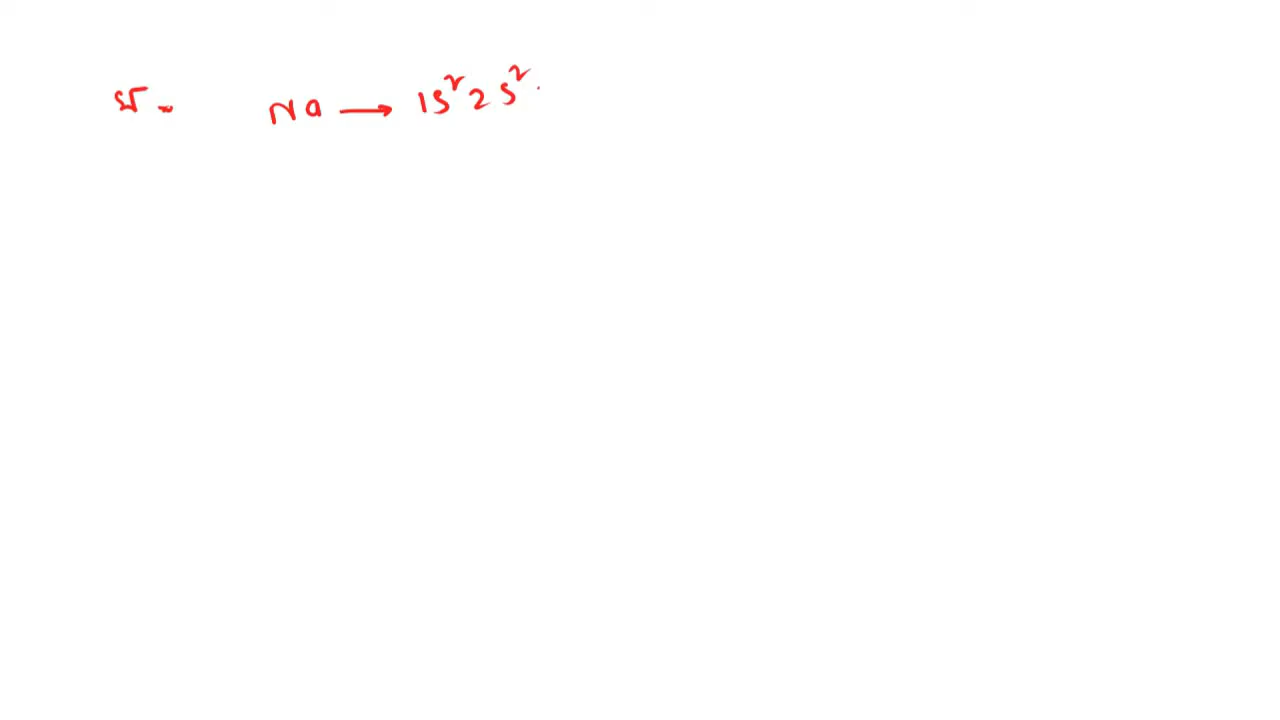 Na → 1s² 2s²